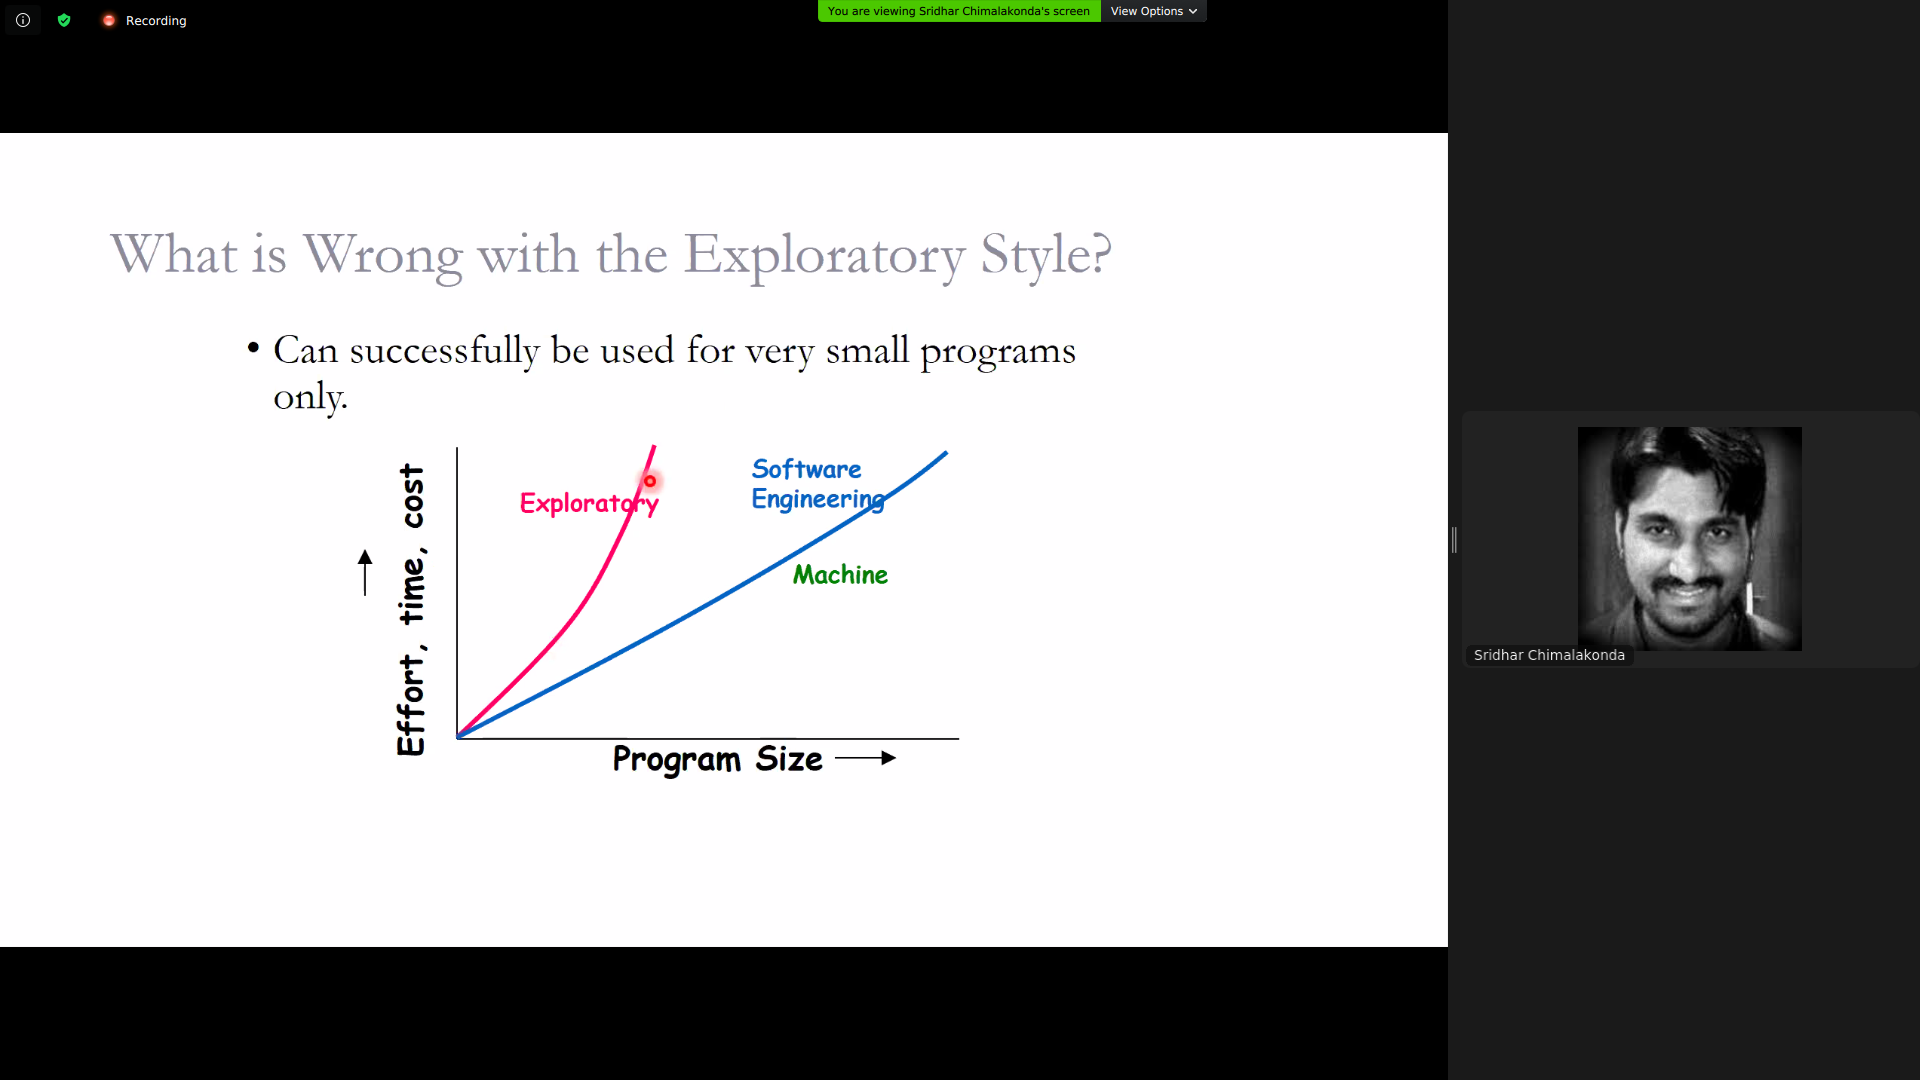 Recording
You are viewing Sridhar Chimalakonda's screen
View Options
What is Wrong with the Exploratory Style?
• Can successfully be used for very small programs
only.
Effort, time, cost
Exploratory
Software
Engineering
Machine
Program Size
Sridhar Chimalakonda